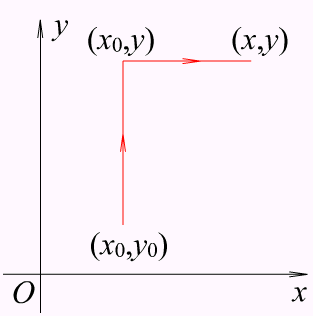 y
(x₀,y) (x,y)
(x₀,y₀)
O x